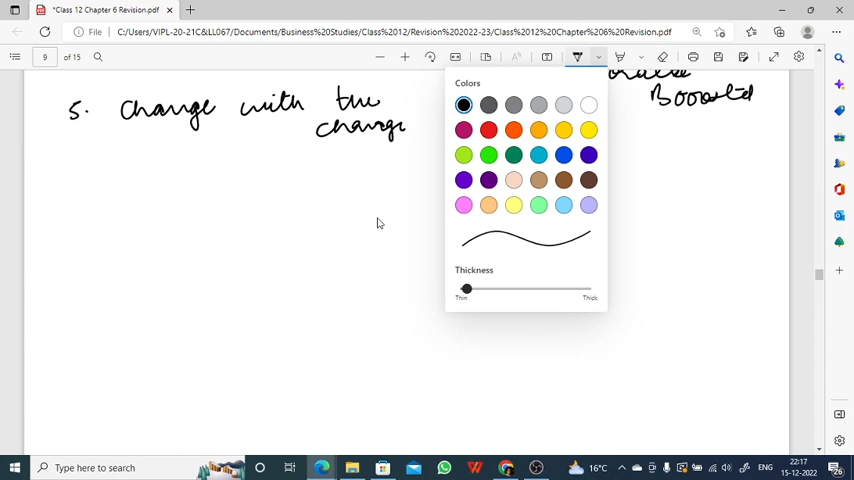 *Class 12 Chapter 6 Revision.pdf
File
C:/Users/VIPL-20-21C&LL067/Documents/Business%20Studies/Class%2012/Revision%202022-23/Class%2012%20Chapter%206%20Revision.pdf
9 of 15
Boosted
5. Change with the
change
Colors
Thickness
Thin Thick
Type here to search
16°C
ENG
22:17
15-12-2022
26